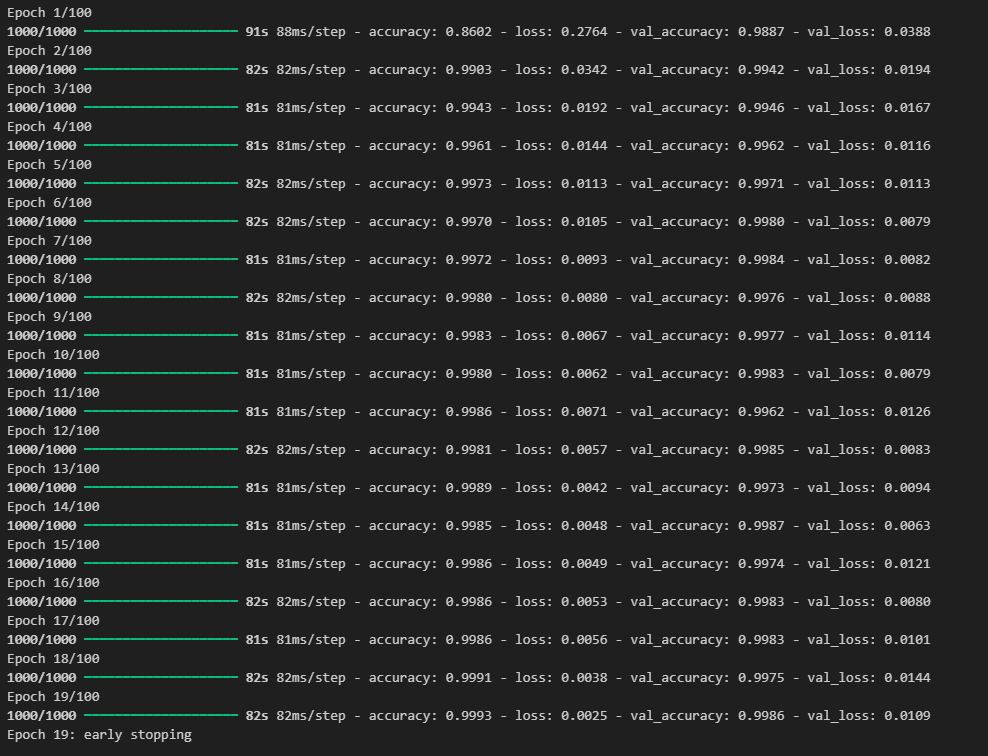 Epoch 1/100
1000/1000 ━━━━━━━━━━━━━━━━━━━━ 91s 88ms/step - accuracy: 0.8602 - loss: 0.2764 - val_accuracy: 0.9887 - val_loss: 0.0388
Epoch 2/100
1000/1000 ━━━━━━━━━━━━━━━━━━━━ 82s 82ms/step - accuracy: 0.9903 - loss: 0.0342 - val_accuracy: 0.9942 - val_loss: 0.0194
Epoch 3/100
1000/1000 ━━━━━━━━━━━━━━━━━━━━ 81s 81ms/step - accuracy: 0.9943 - loss: 0.0192 - val_accuracy: 0.9946 - val_loss: 0.0167
Epoch 4/100
1000/1000 ━━━━━━━━━━━━━━━━━━━━ 81s 81ms/step - accuracy: 0.9961 - loss: 0.0144 - val_accuracy: 0.9962 - val_loss: 0.0116
Epoch 5/100
1000/1000 ━━━━━━━━━━━━━━━━━━━━ 82s 82ms/step - accuracy: 0.9973 - loss: 0.0113 - val_accuracy: 0.9971 - val_loss: 0.0113
Epoch 6/100
1000/1000 ━━━━━━━━━━━━━━━━━━━━ 82s 82ms/step - accuracy: 0.9970 - loss: 0.0105 - val_accuracy: 0.9980 - val_loss: 0.0079
Epoch 7/100
1000/1000 ━━━━━━━━━━━━━━━━━━━━ 81s 81ms/step - accuracy: 0.9972 - loss: 0.0093 - val_accuracy: 0.9984 - val_loss: 0.0082
Epoch 8/100
1000/1000 ━━━━━━━━━━━━━━━━━━━━ 82s 82ms/step - accuracy: 0.9980 - loss: 0.0080 - val_accuracy: 0.9976 - val_loss: 0.0088
Epoch 9/100
1000/1000 ━━━━━━━━━━━━━━━━━━━━ 81s 81ms/step - accuracy: 0.9983 - loss: 0.0067 - val_accuracy: 0.9977 - val_loss: 0.0114
Epoch 10/100
1000/1000 ━━━━━━━━━━━━━━━━━━━━ 81s 81ms/step - accuracy: 0.9980 - loss: 0.0062 - val_accuracy: 0.9983 - val_loss: 0.0079
Epoch 11/100
1000/1000 ━━━━━━━━━━━━━━━━━━━━ 81s 81ms/step - accuracy: 0.9986 - loss: 0.0071 - val_accuracy: 0.9962 - val_loss: 0.0126
Epoch 12/100
1000/1000 ━━━━━━━━━━━━━━━━━━━━ 82s 82ms/step - accuracy: 0.9981 - loss: 0.0057 - val_accuracy: 0.9985 - val_loss: 0.0083
Epoch 13/100
1000/1000 ━━━━━━━━━━━━━━━━━━━━ 81s 81ms/step - accuracy: 0.9989 - loss: 0.0042 - val_accuracy: 0.9973 - val_loss: 0.0094
Epoch 14/100
1000/1000 ━━━━━━━━━━━━━━━━━━━━ 81s 81ms/step - accuracy: 0.9985 - loss: 0.0048 - val_accuracy: 0.9987 - val_loss: 0.0063
Epoch 15/100
1000/1000 ━━━━━━━━━━━━━━━━━━━━ 81s 81ms/step - accuracy: 0.9986 - loss: 0.0049 - val_accuracy: 0.9974 - val_loss: 0.0121
Epoch 16/100
1000/1000 ━━━━━━━━━━━━━━━━━━━━ 82s 82ms/step - accuracy: 0.9986 - loss: 0.0053 - val_accuracy: 0.9983 - val_loss: 0.0080
Epoch 17/100
1000/1000 ━━━━━━━━━━━━━━━━━━━━ 81s 81ms/step - accuracy: 0.9986 - loss: 0.0056 - val_accuracy: 0.9983 - val_loss: 0.0101
Epoch 18/100
1000/1000 ━━━━━━━━━━━━━━━━━━━━ 82s 82ms/step - accuracy: 0.9991 - loss: 0.0038 - val_accuracy: 0.9975 - val_loss: 0.0144
Epoch 19/100
1000/1000 ━━━━━━━━━━━━━━━━━━━━ 82s 82ms/step - accuracy: 0.9993 - loss: 0.0025 - val_accuracy: 0.9986 - val_loss: 0.0109
Epoch 19: early stopping